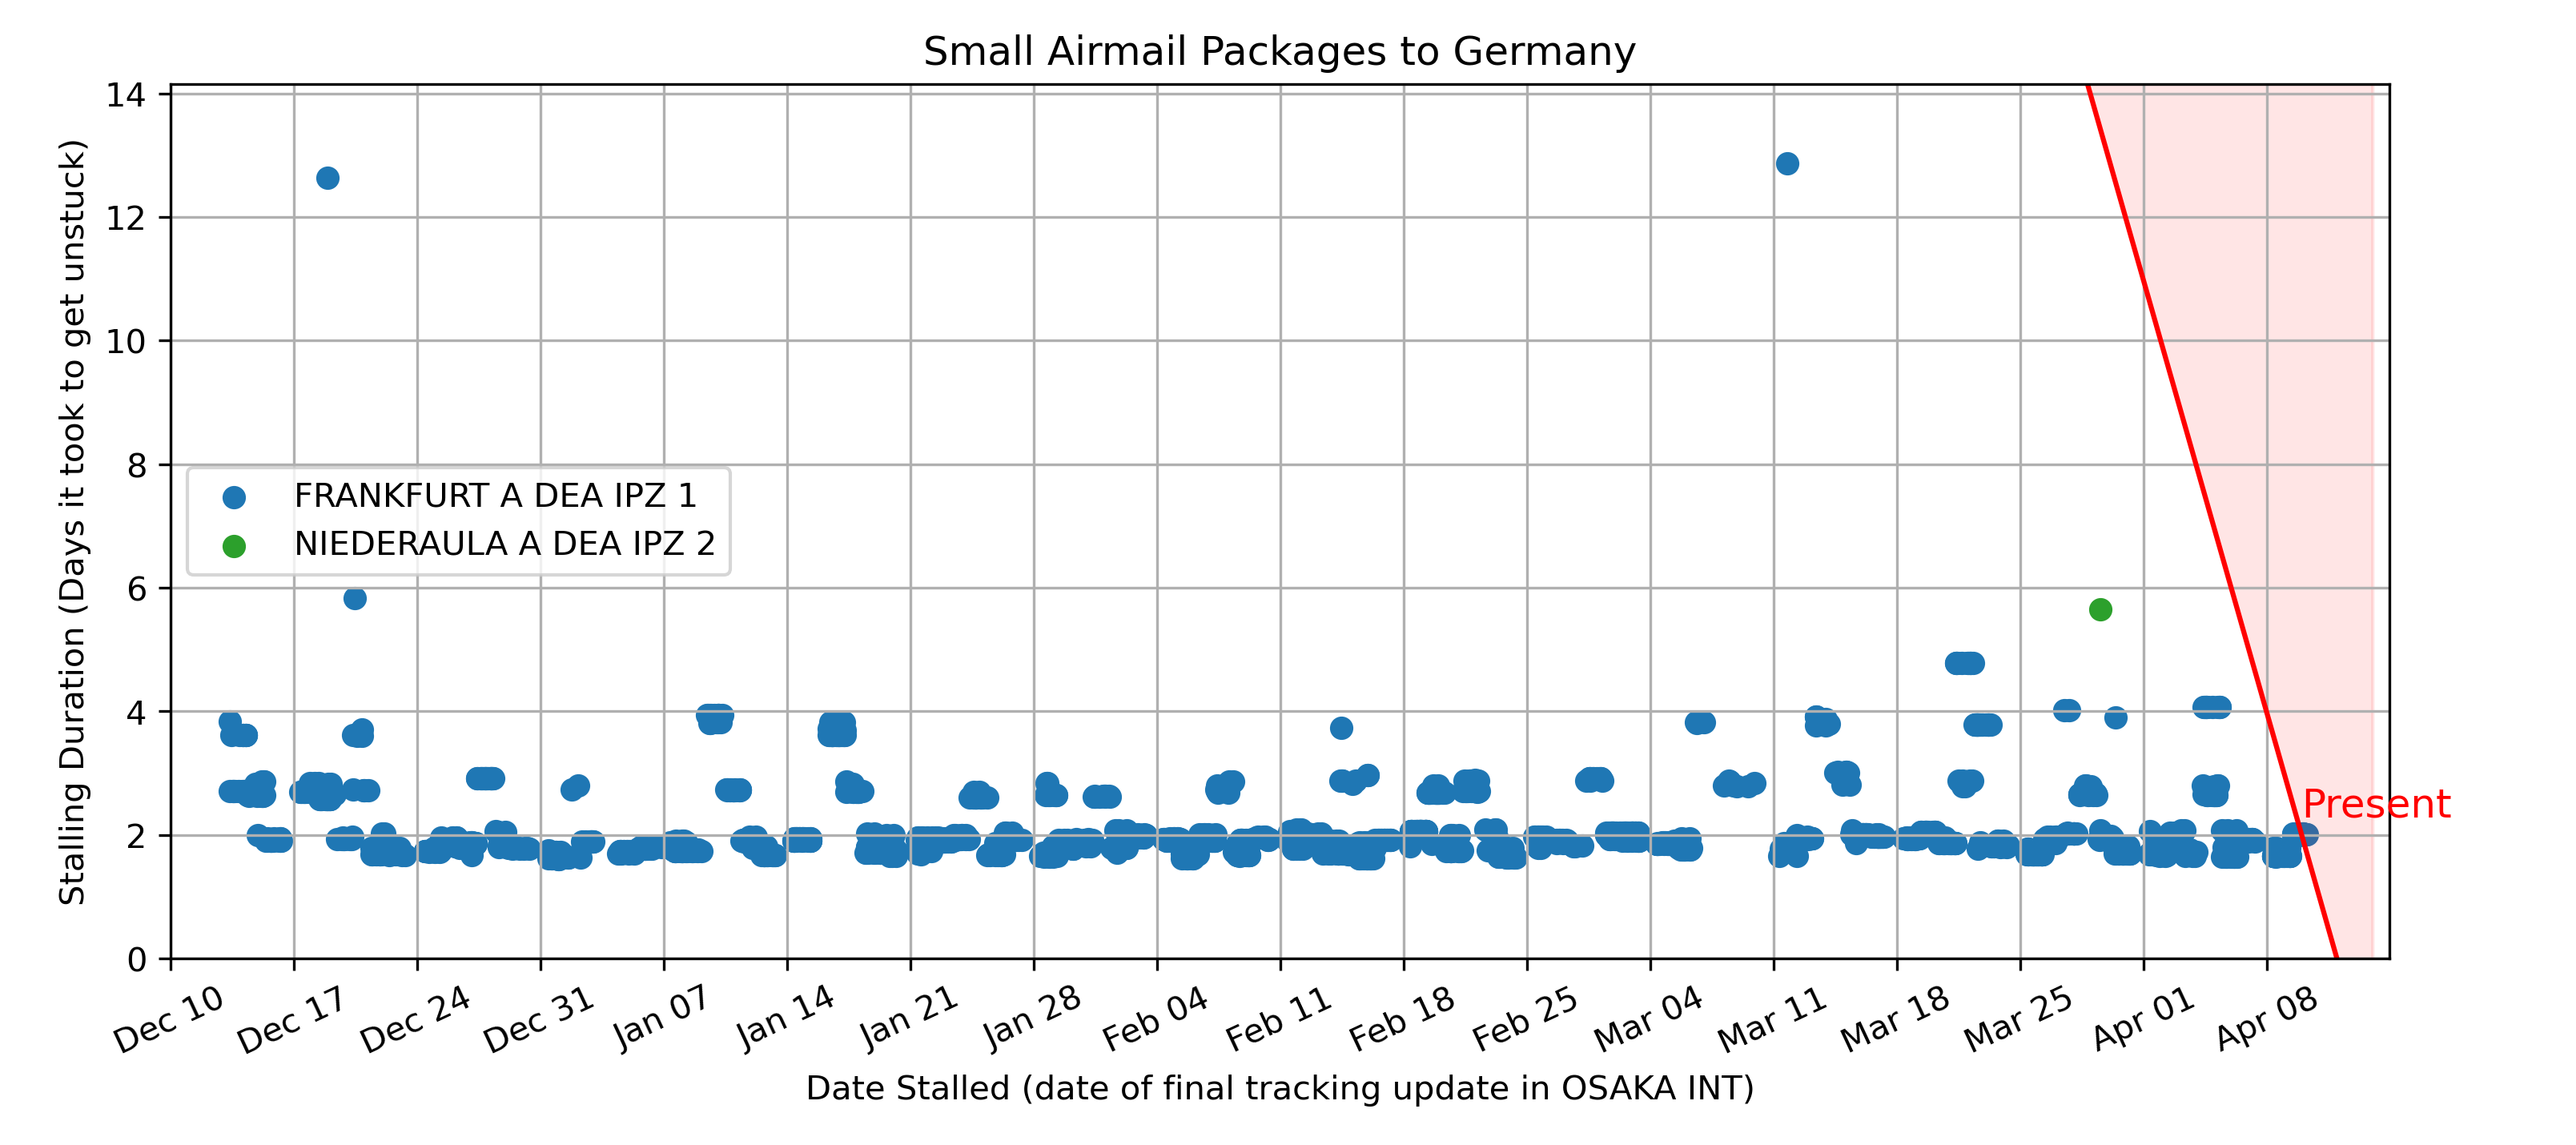 Small Airmail Packages to Germany
Stalling Duration (Days it took to get unstuck)
14
12
10
8
6
4
2
0
FRANKFURT A DEA IPZ 1
NIEDERAULA A DEA IPZ 2
Present
Dec 10
Dec 17
Dec 24
Dec 31
Jan 07
Jan 14
Jan 21
Jan 28
Feb 04
Feb 11
Feb 18
Feb 25
Mar 04
Mar 11
Mar 18
Mar 25
Apr 01
Apr 08
Date Stalled (date of final tracking update in OSAKA INT)